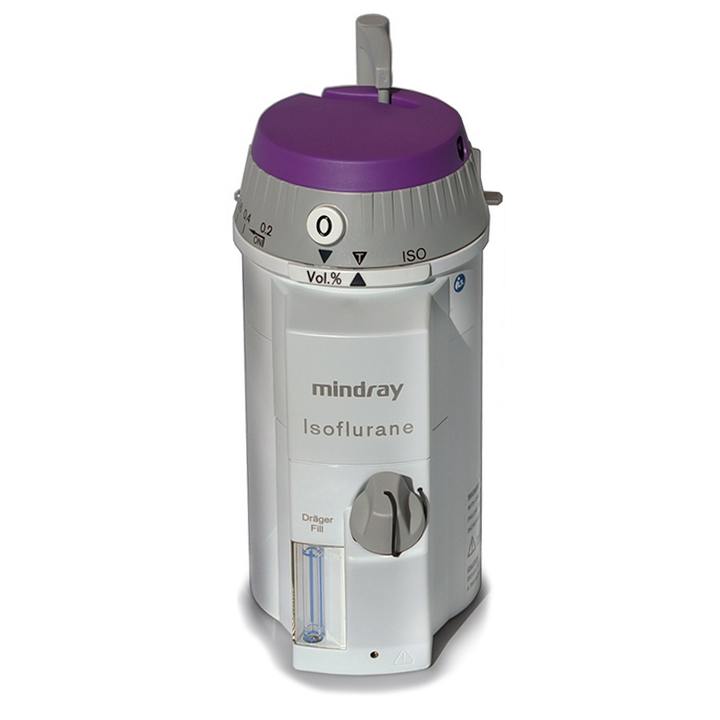 0.4 0.2
ON
0
T
ISO
Vol.%
mindray
Isoflurane
Dräger
Fill